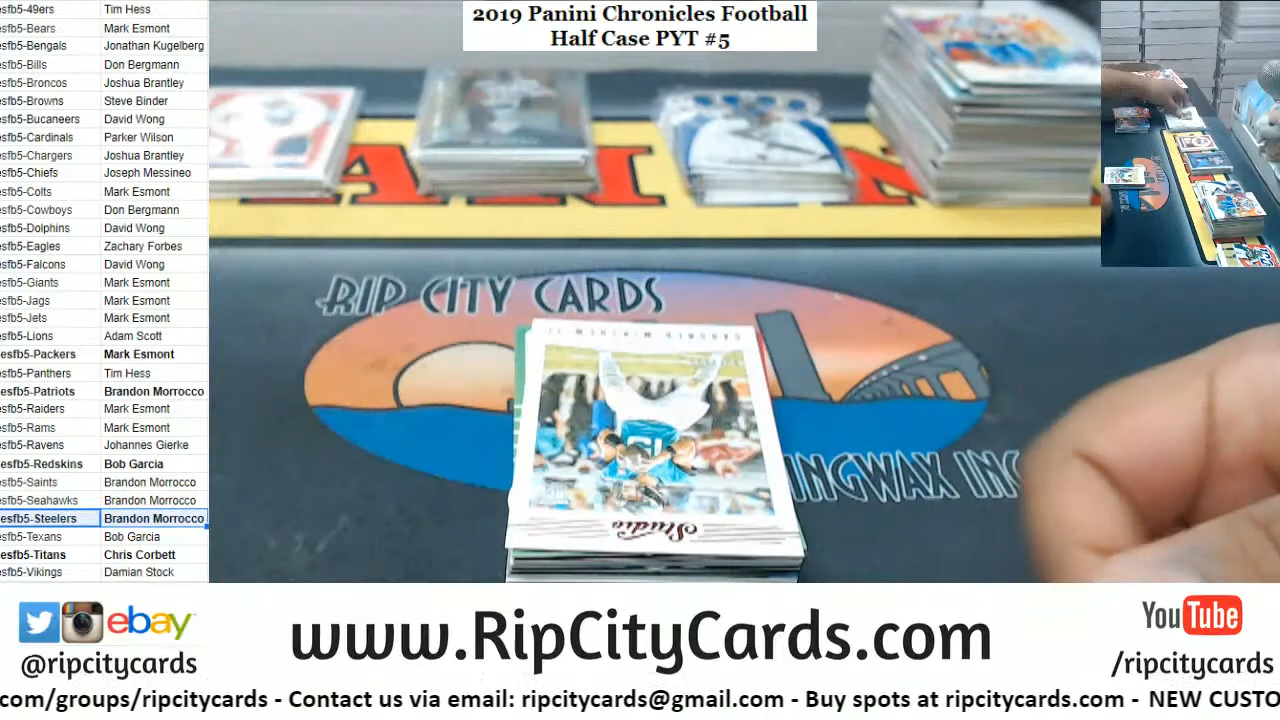 2019 Panini Chronicles Football
Half Case PYT #5
esfb5-49ers Tim Hess
esfb5-Bears Mark Esmont
esfb5-Bengals Jonathan Kugelberg
esfb5-Bills Don Bergmann
esfb5-Broncos Joshua Brantley
esfb5-Browns Steve Binder
esfb5-Bucaneers David Wong
esfb5-Cardinals Parker Wilson
esfb5-Chargers Joshua Brantley
esfb5-Chiefs Joseph Messineo
esfb5-Colts Mark Esmont
esfb5-Cowboys Don Bergmann
esfb5-Dolphins David Wong
esfb5-Eagles Zachary Forbes
esfb5-Falcons David Wong
esfb5-Giants Mark Esmont
esfb5-Jags Mark Esmont
esfb5-Jets Mark Esmont
esfb5-Lions Adam Scott
esfb5-Packers Mark Esmont
esfb5-Panthers Tim Hess
esfb5-Patriots Brandon Morrocco
esfb5-Raiders Mark Esmont
esfb5-Rams Mark Esmont
esfb5-Ravens Johannes Gierke
esfb5-Redskins Bob Garcia
esfb5-Saints Brandon Morrocco
esfb5-Seahawks Brandon Morrocco
esfb5-Steelers Brandon Morrocco
esfb5-Texans Bob Garcia
esfb5-Titans Chris Corbett
esfb5-Vikings Damian Stock
RIP CITY CARDS
INGWAX INC
GARDNER MINSHEW II
Studio
ebay
@ripcitycards
www.RipCityCards.com
YouTube
/ripcitycards
com/groups/ripcitycards - Contact us via email: ripcitycards@gmail.com - Buy spots at ripcitycards.com - NEW CUSTO